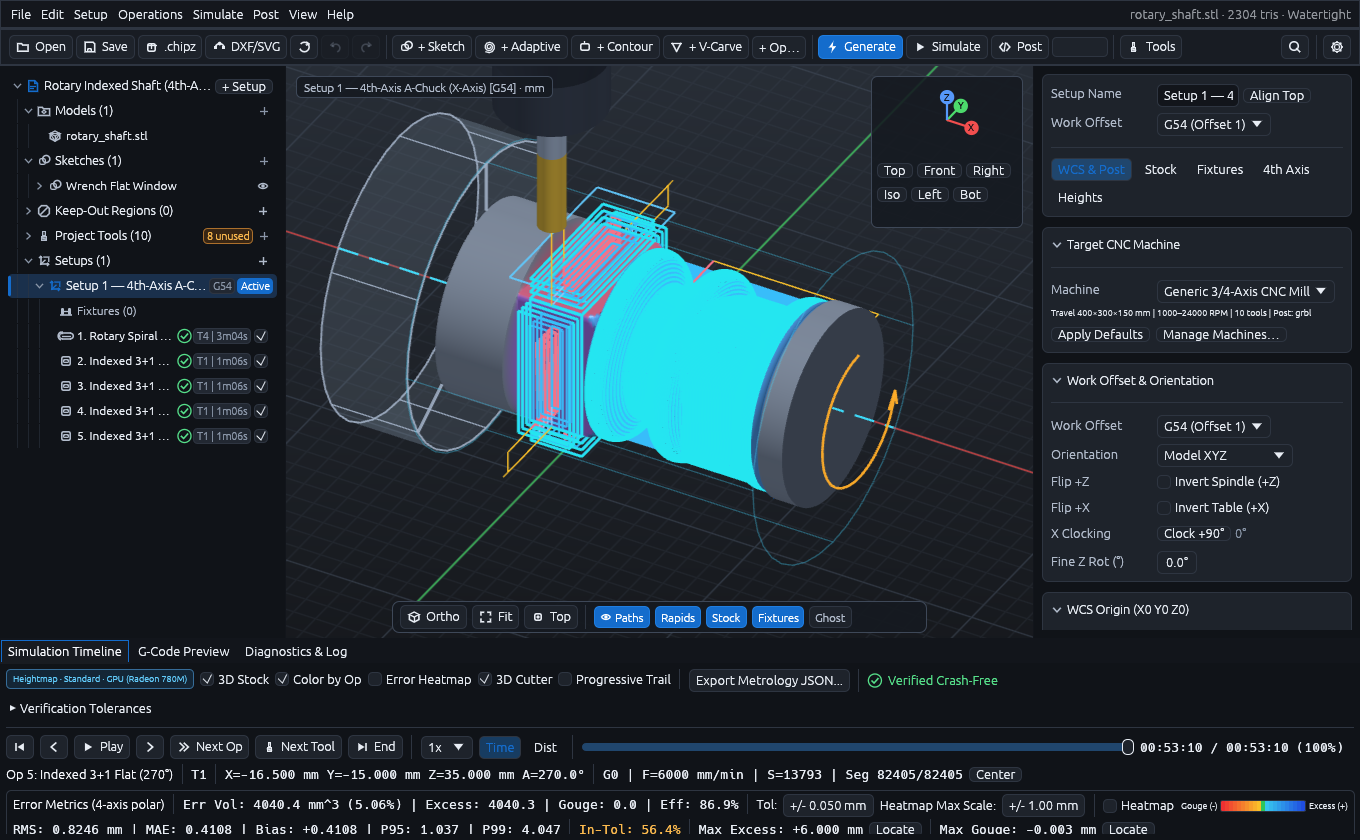 File Edit Setup Operations Simulate Post View Help
rotary_shaft.stl · 2304 tris · Watertight
Open Save .chipz DXF/SVG + Sketch + Adaptive + Contour + V-Carve + Op... Generate Simulate Post Tools
Rotary Indexed Shaft (4th-A... + Setup
Models (1) +
rotary_shaft.stl
Sketches (1) +
Wrench Flat Window
Keep-Out Regions (0) +
Project Tools (10) 8 unused +
Setups (1) +
Setup 1 — 4th-Axis A-C... G54 Active
Fixtures (0)
1. Rotary Spiral ... T4 | 3m04s
2. Indexed 3+1 ... T1 | 1m06s
3. Indexed 3+1 ... T1 | 1m06s
4. Indexed 3+1 ... T1 | 1m06s
5. Indexed 3+1 ... T1 | 1m06s
Setup 1 — 4th-Axis A-Chuck (X-Axis) [G54] · mm
Z
Y
X
Top Front Right
Iso Left Bot
Ortho Fit Top Paths Rapids Stock Fixtures Ghost
Setup Name Setup 1 — 4 Align Top
Work Offset G54 (Offset 1)
WCS & Post Stock Fixtures 4th Axis
Heights
Target CNC Machine
Machine Generic 3/4-Axis CNC Mill
Travel 400×300×150 mm | 1000–24000 RPM | 10 tools | Post: grbl
Apply Defaults Manage Machines...
Work Offset & Orientation
Work Offset G54 (Offset 1)
Orientation Model XYZ
Flip +Z Invert Spindle (+Z)
Flip +X Invert Table (+X)
X Clocking Clock +90° 0°
Fine Z Rot (°) 0.0°
WCS Origin (X0 Y0 Z0)
Simulation Timeline G-Code Preview Diagnostics & Log
Heightmap · Standard · GPU (Radeon 780M) 3D Stock Color by Op Error Heatmap 3D Cutter Progressive Trail Export Metrology JSON... Verified Crash-Free
Verification Tolerances
Play Next Op Next Tool End 1x Time Dist 00:53:10 / 00:53:10 (100%)
Op 5: Indexed 3+1 Flat (270°) T1 X=-16.500 mm Y=-15.000 mm Z=35.000 mm A=270.0° G0 | F=6000 mm/min | S=13793 | Seg 82405/82405 Center
Error Metrics (4-axis polar) Err Vol: 4040.4 mm^3 (5.06%) | Excess: 4040.3 | Gouge: 0.0 | Eff: 86.9% Tol: +/- 0.050 mm Heatmap Max Scale: +/- 1.00 mm Heatmap Gouge (-) Excess (+)
RMS: 0.8246 mm | MAE: 0.4108 | Bias: +0.4108 | P95: 1.037 | P99: 4.047 In-Tol: 56.4% Max Excess: +6.000 mm Locate Max Gouge: -0.003 mm Locate